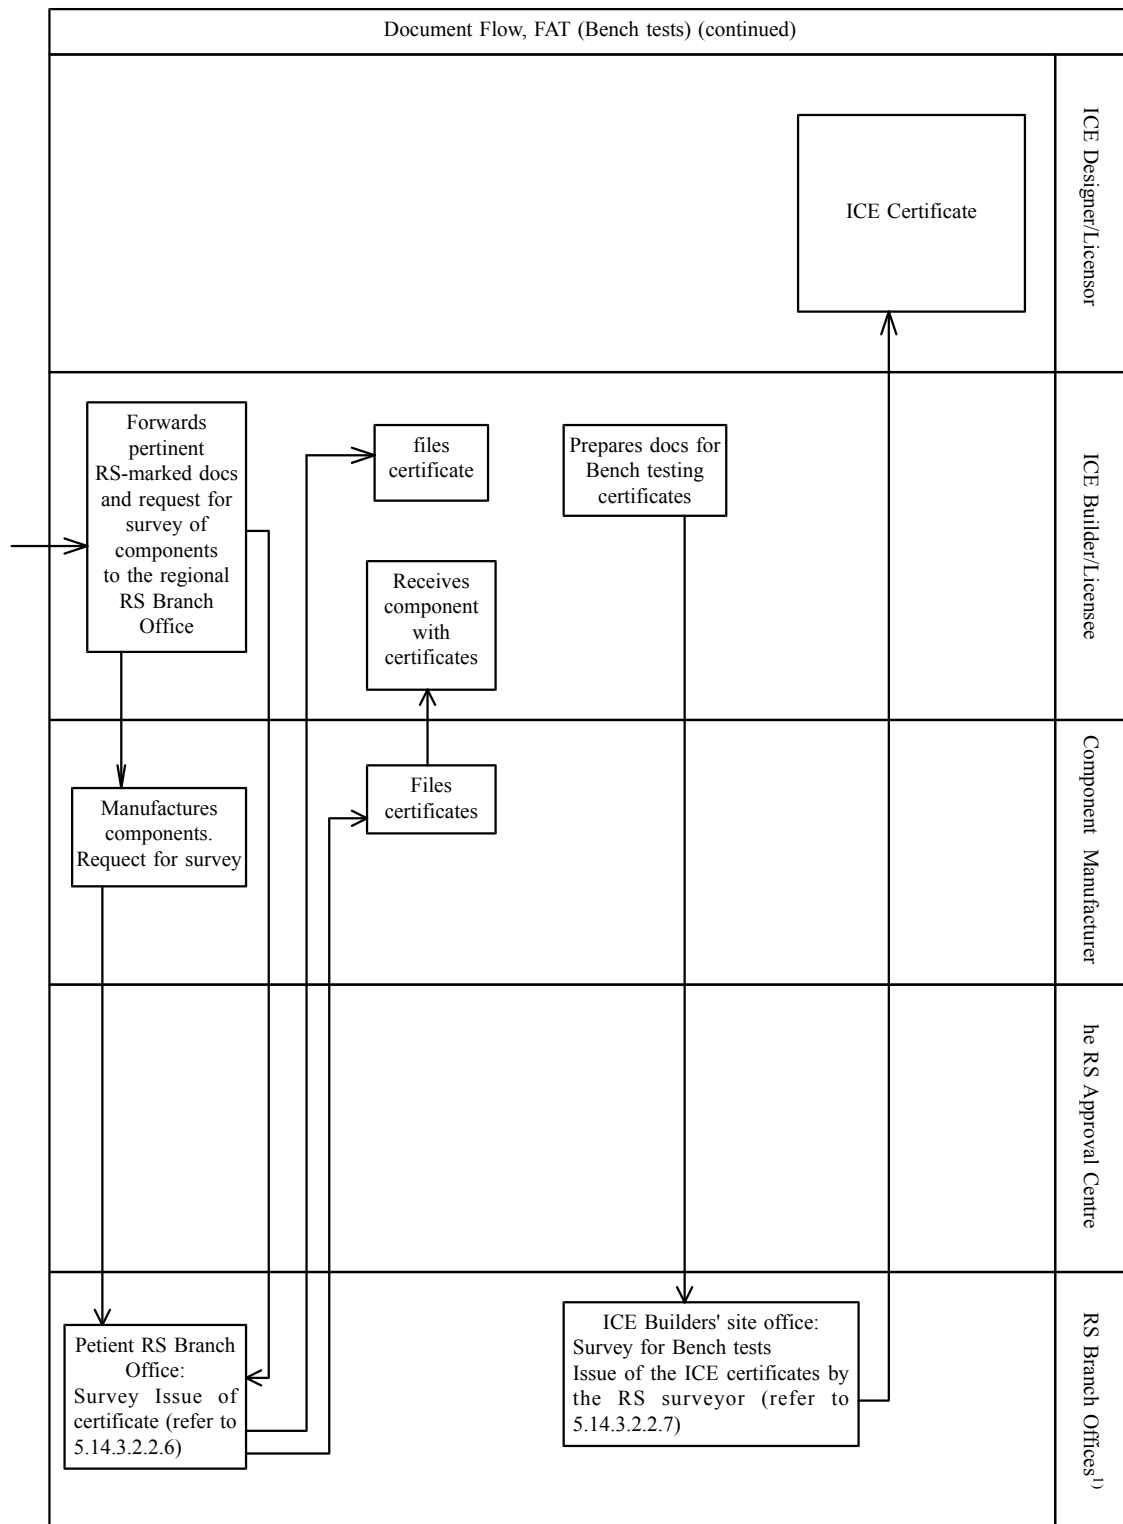 Document Flow, FAT (Bench tests) (continued)
ICE Designer/Licensor
ICE Certificate
ICE Builder/Licensee
Forwards
pertinent
RS-marked docs
and request for
survey of
components
to the regional
RS Branch
Office
files
certificate
Prepares docs for
Bench testing
certificates
Receives
component
with
certificates
Component Manufacturer
Manufactures
components.
Requect for survey
Files
certificates
he RS Approval Centre
RS Branch Offices1)
Petient RS Branch
Office:
Survey Issue of
certificate (refer to
5.14.3.2.2.6)
ICE Builders' site office:
Survey for Bench tests
Issue of the ICE certificates by
the RS surveyor (refer to
5.14.3.2.2.7)